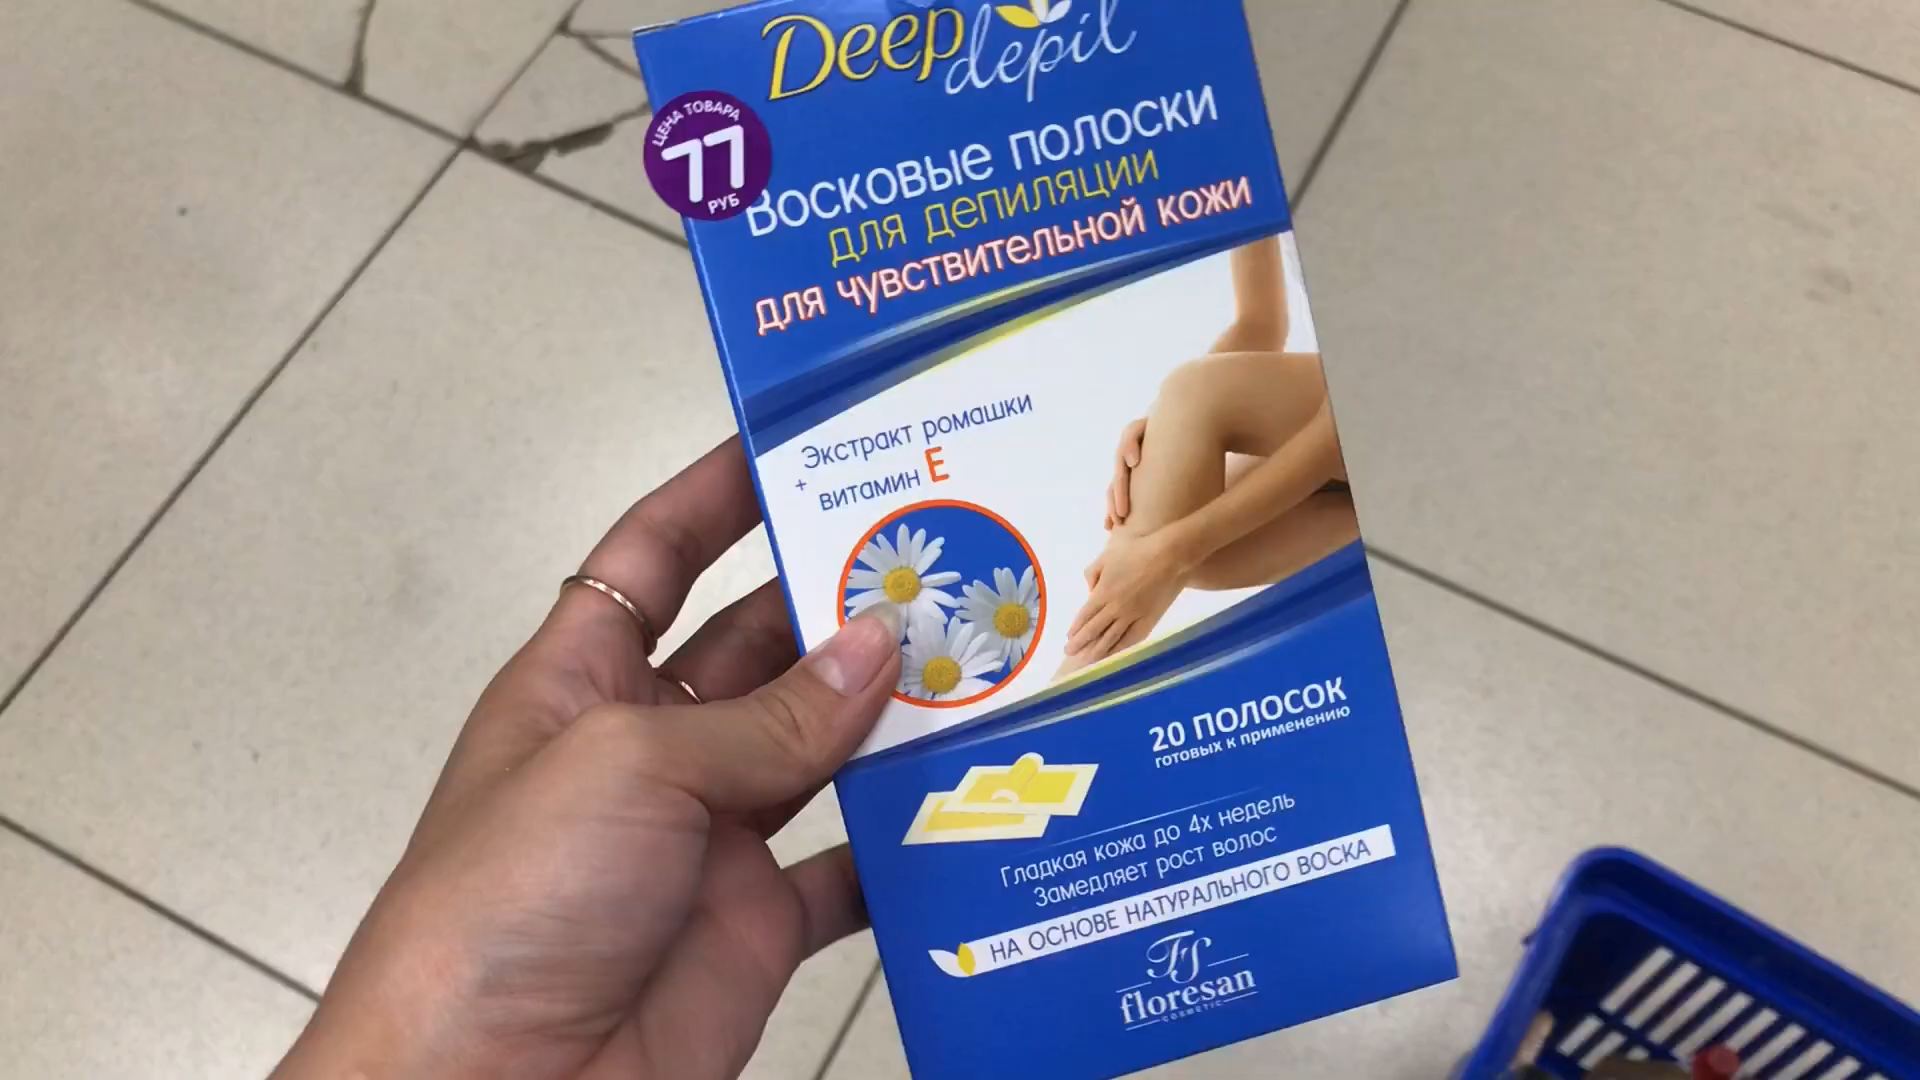 Deep depil
ЦЕНА ТОВАРА
77
РУБ
Восковые полоски
для депиляции
для чувствительной кожи
Экстракт ромашки
+ витамин E
20 ПОЛОСОК
готовых к применению
Гладкая кожа до 4х недель
Замедляет рост волос
НА ОСНОВЕ НАТУРАЛЬНОГО ВОСКА
FS
floresan
COSMETIC